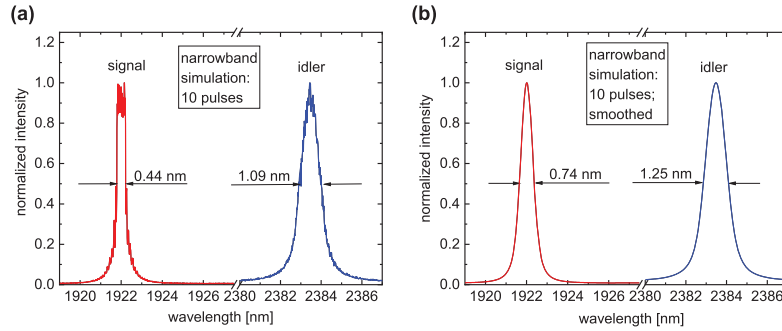 (a)
normalized intensity
1.2
1.0
0.8
0.6
0.4
0.2
0.0
signal
narrowband
simulation:
10 pulses
idler
0.44 nm
1.09 nm
1920 1922 1924 1926 2380 2382 2384 2386
wavelength [nm]
(b)
normalized intensity
1.2
1.0
0.8
0.6
0.4
0.2
0.0
signal
narrowband
simulation:
10 pulses;
smoothed
idler
0.74 nm
1.25 nm
1920 1922 1924 1926 2380 2382 2384 2386
wavelength [nm]